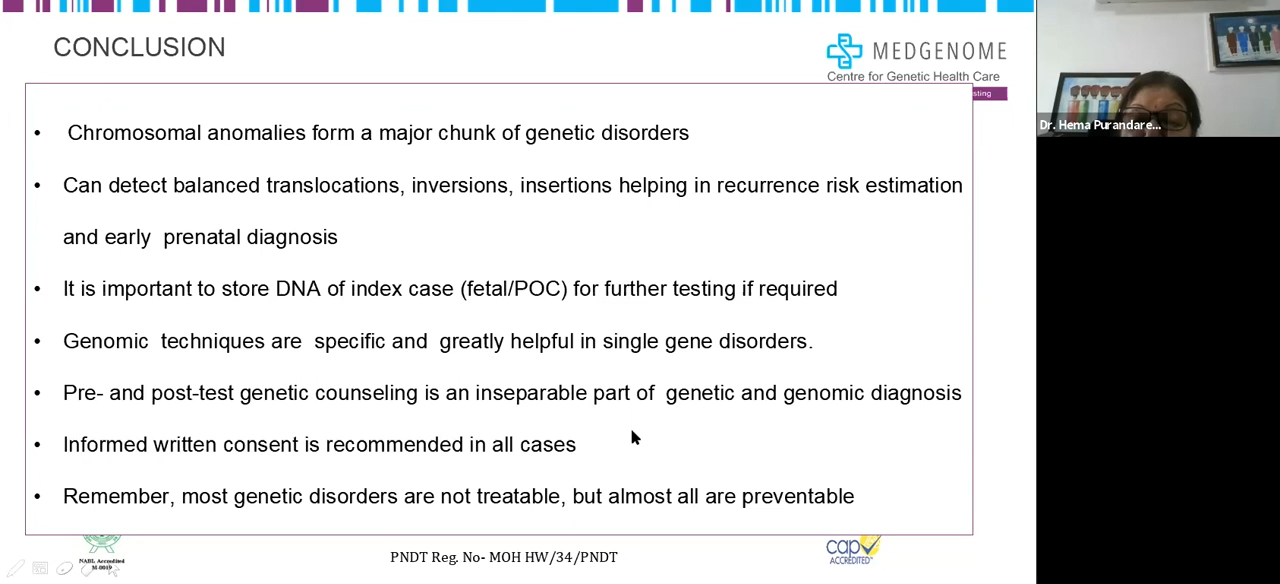 CONCLUSION
MEDGENOME
Centre for Genetic Health Care
sting
Dr. Hema Purandare...
• Chromosomal anomalies form a major chunk of genetic disorders
• Can detect balanced translocations, inversions, insertions helping in recurrence risk estimation
and early prenatal diagnosis
• It is important to store DNA of index case (fetal/POC) for further testing if required
• Genomic techniques are specific and greatly helpful in single gene disorders.
• Pre- and post-test genetic counseling is an inseparable part of genetic and genomic diagnosis
• Informed written consent is recommended in all cases
• Remember, most genetic disorders are not treatable, but almost all are preventable
NABL Accredited
M-0019
PNDT Reg. No- MOH HW/34/PNDT
cap
ACCREDITED